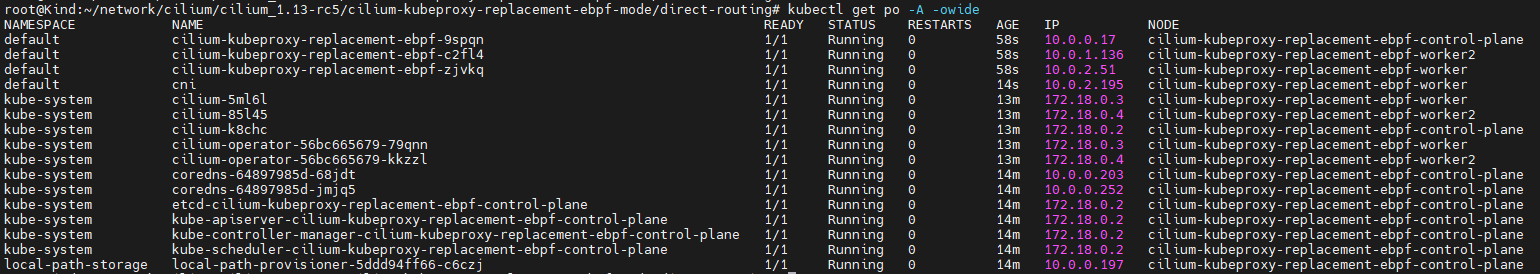 root@Kind:~/network/cilium/cilium_1.13-rc5/cilium-kubeproxy-replacement-ebpf-mode/direct-routing# kubectl get po -A -owide
NAMESPACE NAME READY STATUS RESTARTS AGE IP NODE
default cilium-kubeproxy-replacement-ebpf-9spqn 1/1 Running 0 58s 10.0.0.17 cilium-kubeproxy-replacement-ebpf-control-plane
default cilium-kubeproxy-replacement-ebpf-c2fl4 1/1 Running 0 58s 10.0.1.136 cilium-kubeproxy-replacement-ebpf-worker2
default cilium-kubeproxy-replacement-ebpf-zjvkq 1/1 Running 0 58s 10.0.2.51 cilium-kubeproxy-replacement-ebpf-worker
default cni 1/1 Running 0 14s 10.0.2.195 cilium-kubeproxy-replacement-ebpf-worker
kube-system cilium-5ml6l 1/1 Running 0 13m 172.18.0.3 cilium-kubeproxy-replacement-ebpf-worker
kube-system cilium-85l45 1/1 Running 0 13m 172.18.0.4 cilium-kubeproxy-replacement-ebpf-worker2
kube-system cilium-k8chc 1/1 Running 0 13m 172.18.0.2 cilium-kubeproxy-replacement-ebpf-control-plane
kube-system cilium-operator-56bc665679-79qnn 1/1 Running 0 13m 172.18.0.3 cilium-kubeproxy-replacement-ebpf-worker
kube-system cilium-operator-56bc665679-kkzzl 1/1 Running 0 13m 172.18.0.4 cilium-kubeproxy-replacement-ebpf-worker2
kube-system coredns-64897985d-68jdt 1/1 Running 0 14m 10.0.0.203 cilium-kubeproxy-replacement-ebpf-control-plane
kube-system coredns-64897985d-jmjq5 1/1 Running 0 14m 10.0.0.252 cilium-kubeproxy-replacement-ebpf-control-plane
kube-system etcd-cilium-kubeproxy-replacement-ebpf-control-plane 1/1 Running 0 14m 172.18.0.2 cilium-kubeproxy-replacement-ebpf-control-plane
kube-system kube-apiserver-cilium-kubeproxy-replacement-ebpf-control-plane 1/1 Running 0 14m 172.18.0.2 cilium-kubeproxy-replacement-ebpf-control-plane
kube-system kube-controller-manager-cilium-kubeproxy-replacement-ebpf-control-plane 1/1 Running 0 14m 172.18.0.2 cilium-kubeproxy-replacement-ebpf-control-plane
kube-system kube-scheduler-cilium-kubeproxy-replacement-ebpf-control-plane 1/1 Running 0 14m 172.18.0.2 cilium-kubeproxy-replacement-ebpf-control-plane
local-path-storage local-path-provisioner-5ddd94ff66-c6czj 1/1 Running 0 14m 10.0.0.197 cilium-kubeproxy-replacement-ebpf-control-plane